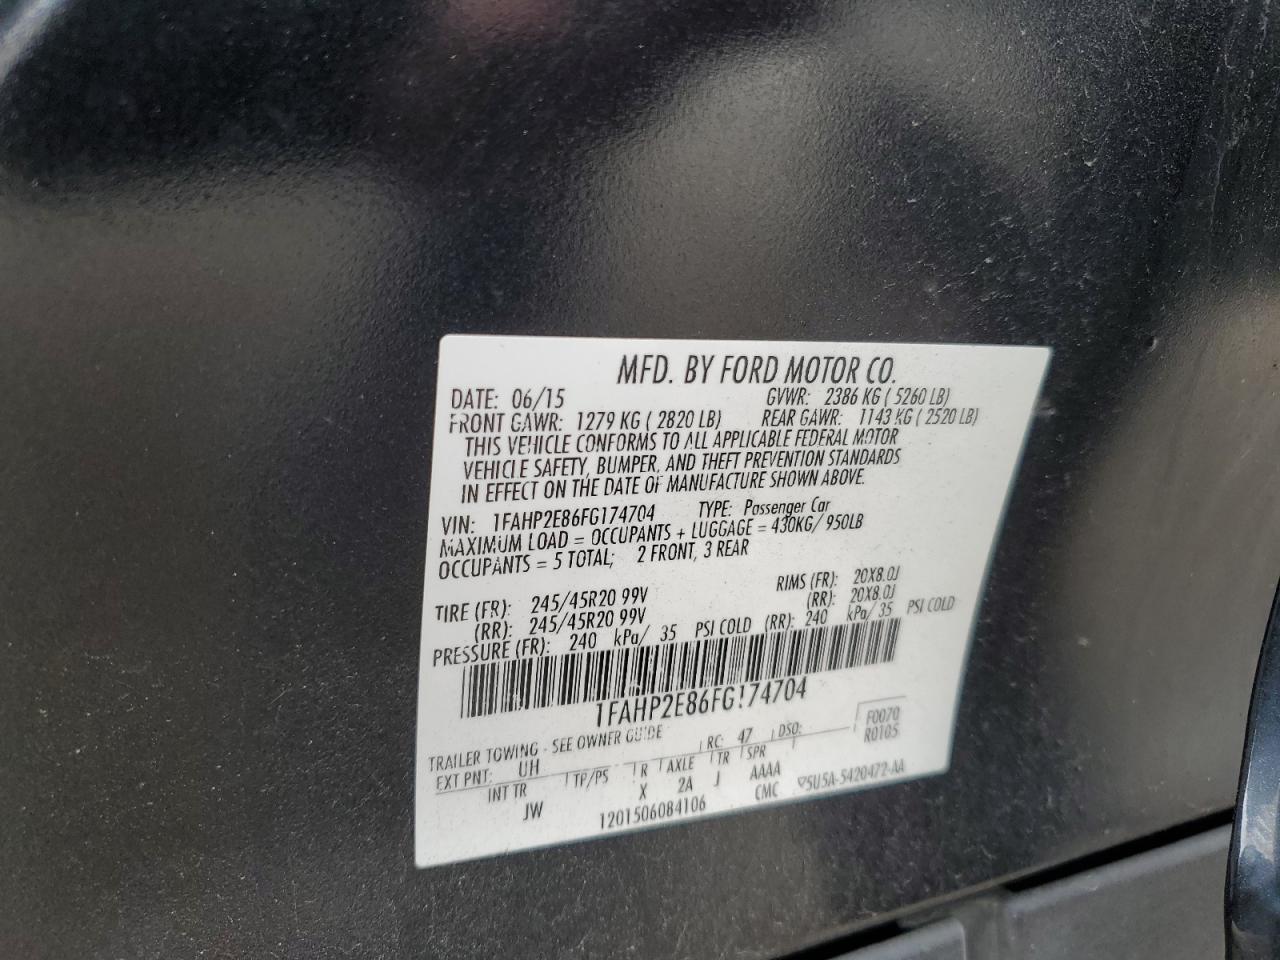 MFD. BY FORD MOTOR CO.
DATE: 06/15 GVWR: 2386 KG ( 5260 LB)
FRONT GAWR: 1279 KG ( 2820 LB) REAR GAWR: 1143 KG ( 2520 LB)
THIS VEHICLE CONFORMS TO ALL APPLICABLE FEDERAL MOTOR
VEHICLE SAFETY, BUMPER, AND THEFT PREVENTION STANDARDS
IN EFFECT ON THE DATE OF MANUFACTURE SHOWN ABOVE.
VIN: 1FAHP2E86FG174704 TYPE: Passenger Car
MAXIMUM LOAD = OCCUPANTS + LUGGAGE = 430KG/ 950LB
OCCUPANTS = 5 TOTAL; 2 FRONT, 3 REAR
TIRE (FR): 245/45R20 99V RIMS (FR): 20X8.0J
(RR): 245/45R20 99V (RR): 20X8.0J
PRESSURE (FR): 240 kPa/ 35 PSI COLD (RR): 240 kPa/ 35 PSI COLD
1FAHP2E86FG174704
TRAILER TOWING - SEE OWNER GUIDE
EXT PNT: UH RC: 47 DSO: F0070
R0105
INT TR TP/PS R AXLE TR SPR
JW X 2A J AAAA
1201506084106 CMC 5U5A-5420472-AA